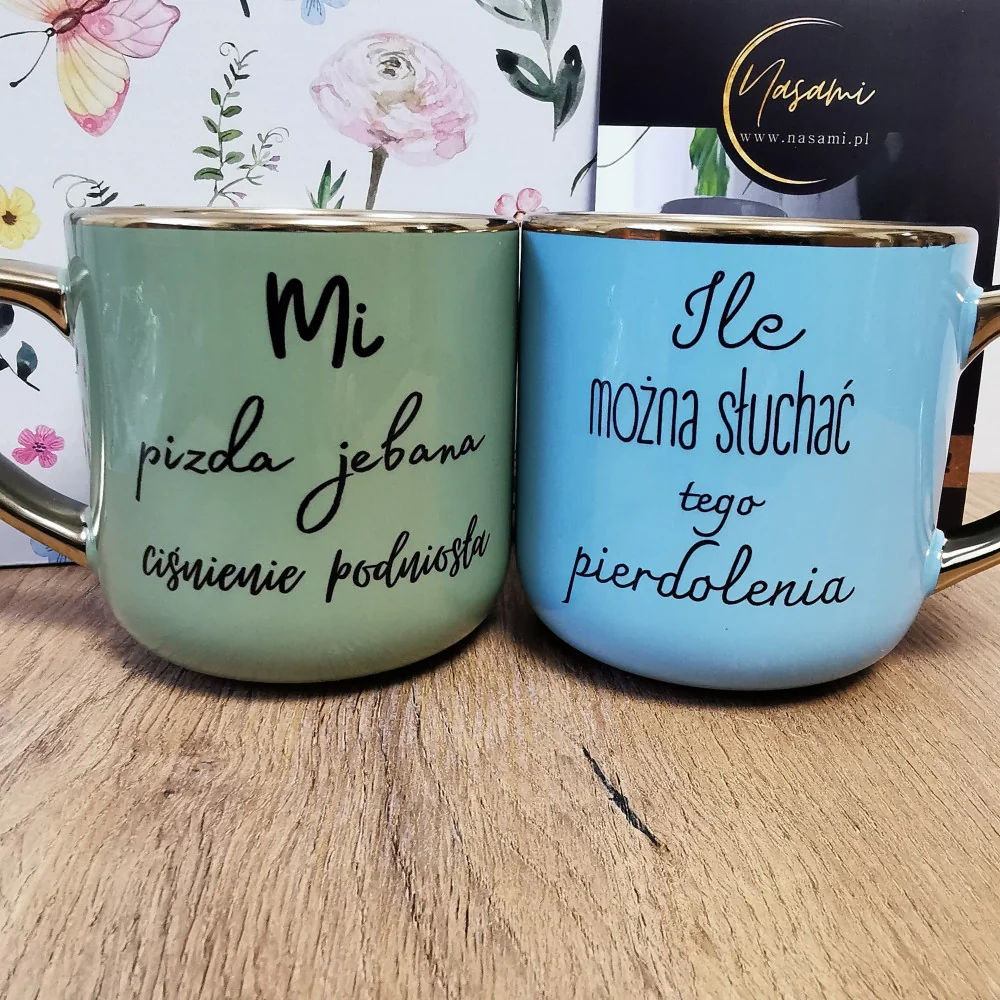 Nasami
www.nasami.pl
Mi
pizda jebana
ciśnienie podniosła
Ile
można słuchać
tego
pierdolenia